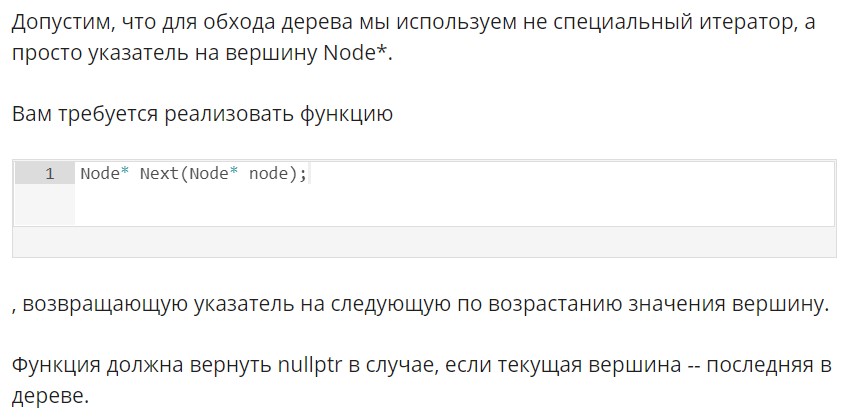 Допустим, что для обхода дерева мы используем не специальный итератор, а
просто указатель на вершину Node*.
Вам требуется реализовать функцию
1 Node* Next(Node* node);
, возвращающую указатель на следующую по возрастанию значения вершину.
Функция должна вернуть nullptr в случае, если текущая вершина -- последняя в
дереве.